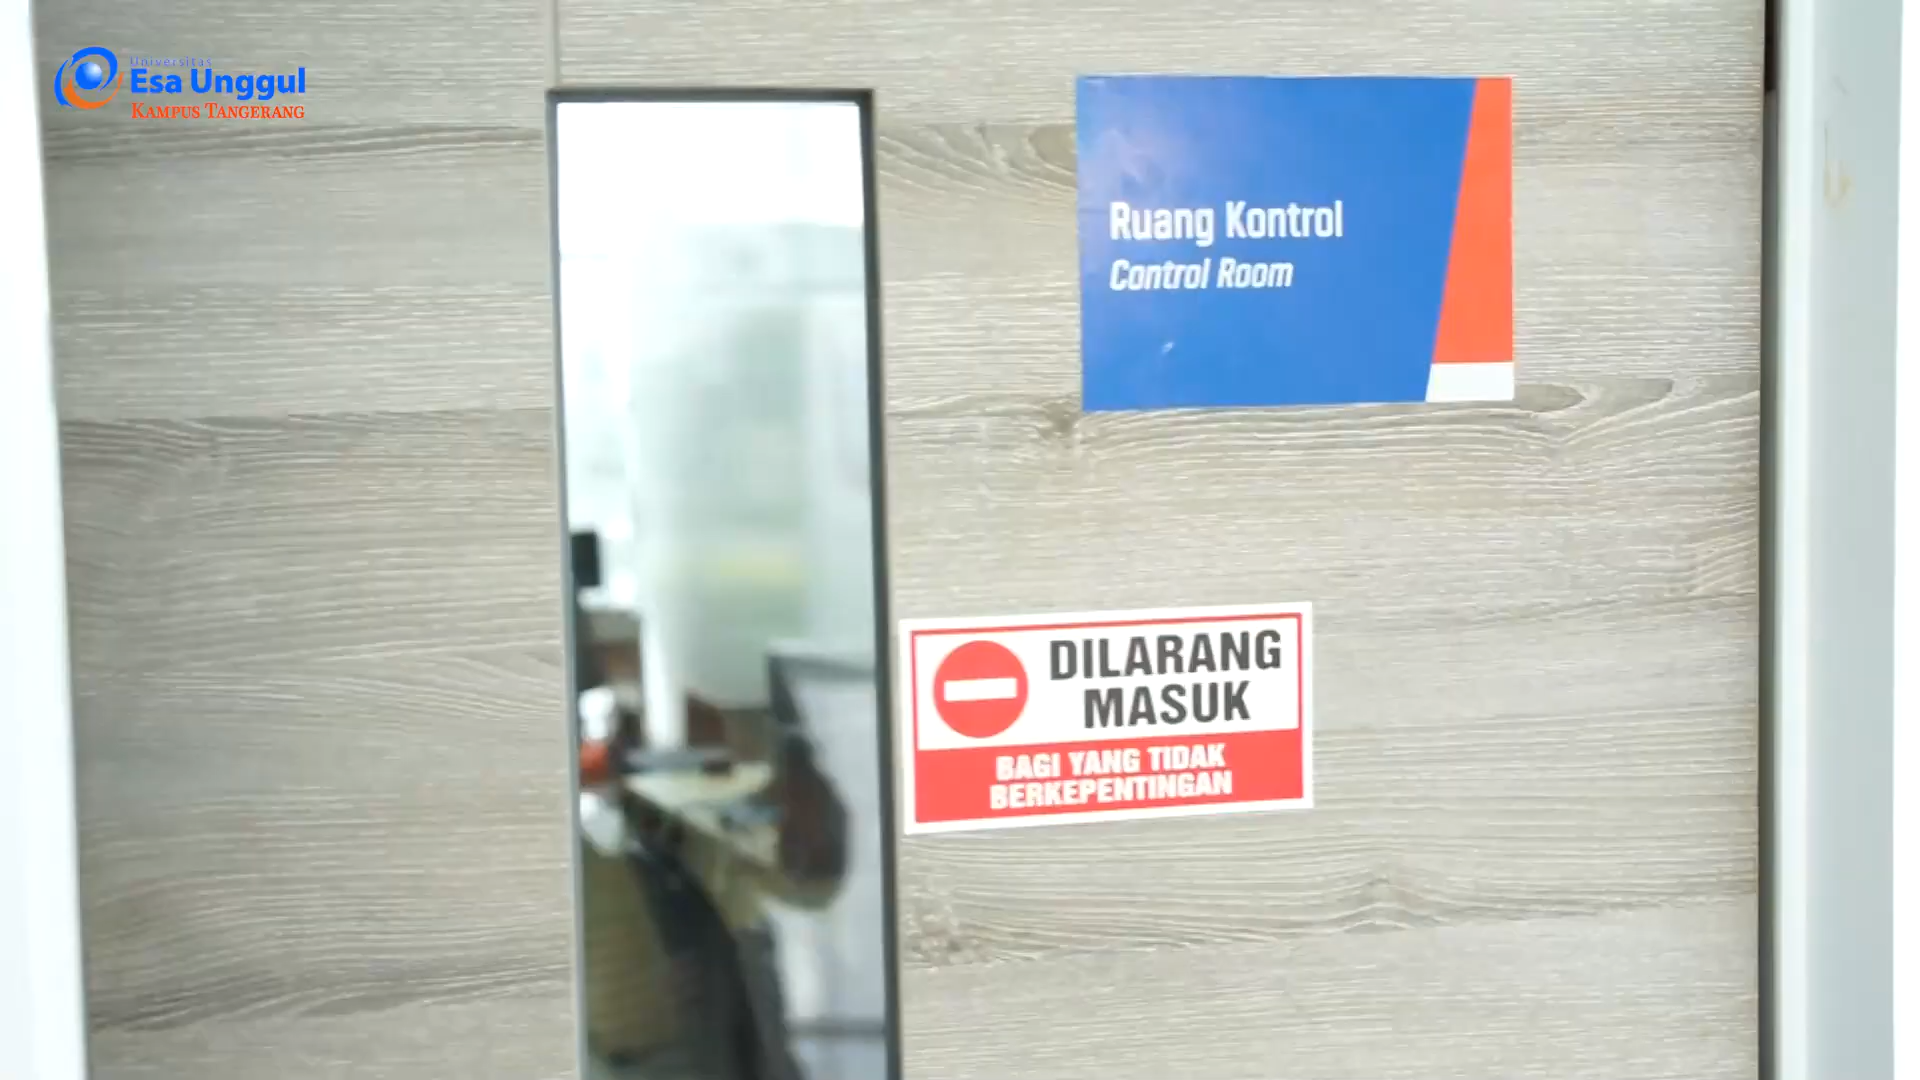 Universitas
Esa Unggul
KAMPUS TANGERANG
Ruang Kontrol
Control Room
DILARANG
MASUK
BAGI YANG TIDAK
BERKEPENTINGAN